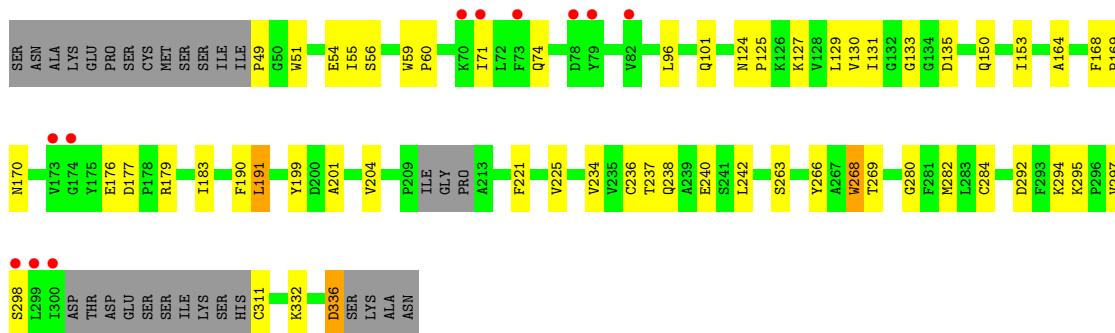 SER ASN ALA LYS GLU PRO SER CYS MET SER SER ILE ILE P49 G50 W51 E54 I55 S56 W59 P60 K70 I71 L72 F73 Q74 D78 Y79 V82 L96 Q101 N124 P125 K126 K127 V128 L129 V130 I131 G132 G133 G134 D135 Q150 I153 A164 F168
N170 V173 G174 Y175 E176 D177 P178 R179 I183 F190 L191 Y199 D200 A201 V204 P209 ILE GLY PRO A213 F221 V225 V234 V235 C236 T237 Q238 A239 E240 S241 L242 S263 Y266 A267 W268 T269 G280 F281 M282 L283 C284 D292 F293 K294 K295 P296
S298 L299 I300 ASP THR ASP GLU SER SER ILE LYS SER HIS C311 K332 D336 SER LYS ALA ASN